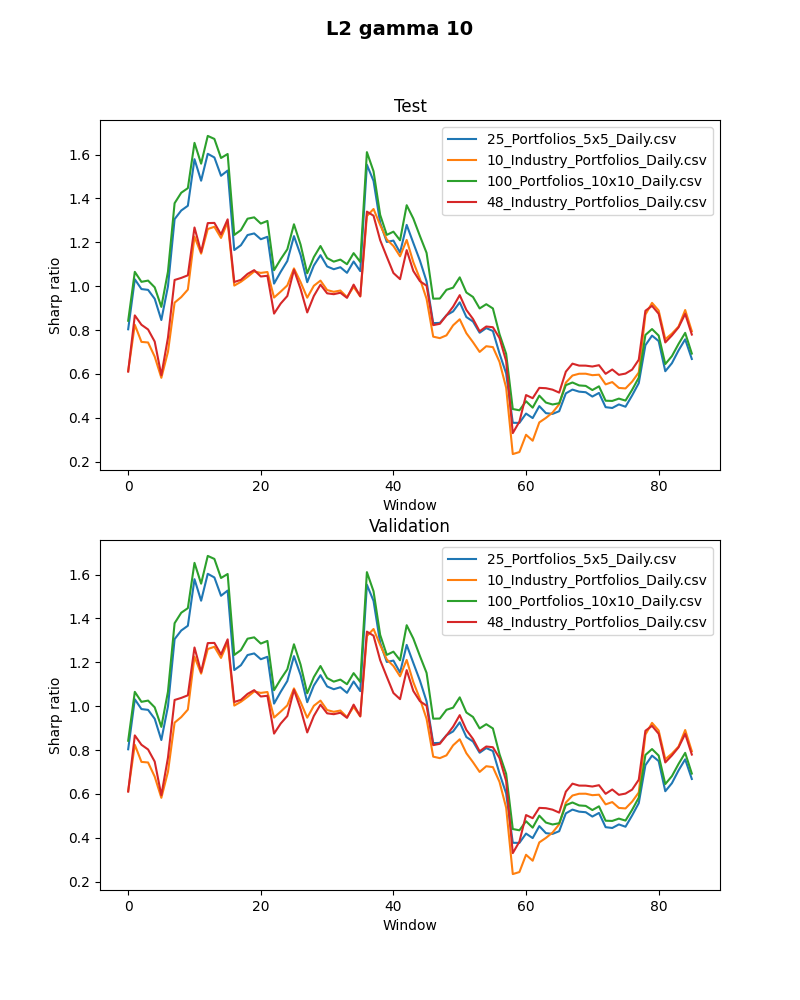 L2 gamma 10
Test
25_Portfolios_5x5_Daily.csv
10_Industry_Portfolios_Daily.csv
100_Portfolios_10x10_Daily.csv
48_Industry_Portfolios_Daily.csv
Sharp ratio
1.6
1.4
1.2
1.0
0.8
0.6
0.4
0.2
0 20 40 60 80
Window
Validation
25_Portfolios_5x5_Daily.csv
10_Industry_Portfolios_Daily.csv
100_Portfolios_10x10_Daily.csv
48_Industry_Portfolios_Daily.csv
Sharp ratio
1.6
1.4
1.2
1.0
0.8
0.6
0.4
0.2
0 20 40 60 80
Window